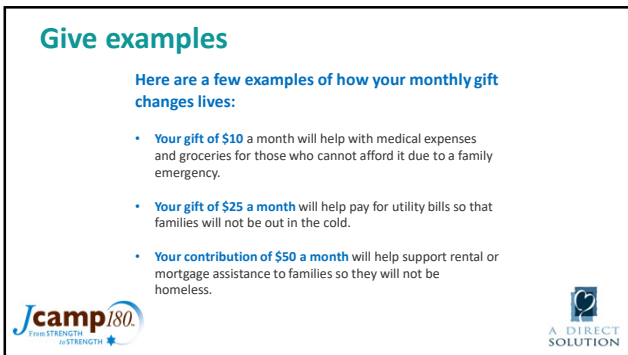 Give examples
Here are a few examples of how your monthly gift
changes lives:
• Your gift of $10 a month will help with medical expenses
and groceries for those who cannot afford it due to a family
emergency.
• Your gift of $25 a month will help pay for utility bills so that
families will not be out in the cold.
• Your contribution of $50 a month will help support rental or
mortgage assistance to families so they will not be
homeless.
Jcamp180
From STRENGTH
to STRENGTH
A DIRECT
SOLUTION